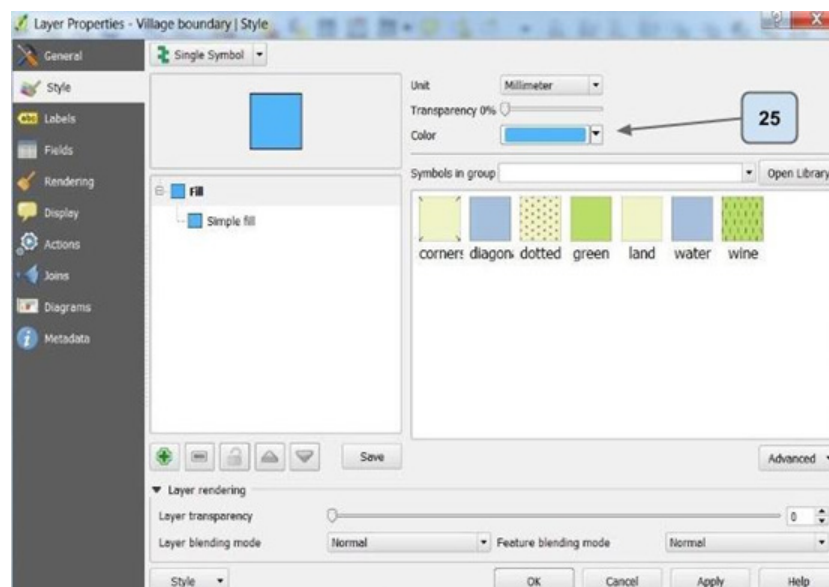 Layer Properties - Village boundary | Style
General
Style
Labels
Fields
Rendering
Display
Actions
Joins
Diagrams
Metadata
Single Symbol
Fill
Simple fill
Save
Unit Millimeter
Transparency 0%
Color
25
Symbols in group Open Library
corners diagon dotted green land water wine
Advanced
Layer rendering
Layer transparency 0
Layer blending mode Normal Feature blending mode Normal
Style OK Cancel Apply Help